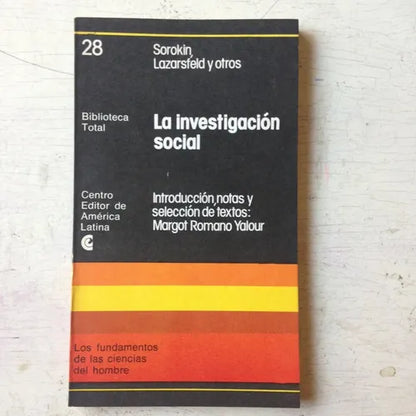 28
Sorokin,
Lazarsfeld y otros
Biblioteca
Total
La investigación
social
Centro
Editor de
América
Latina
Introducción, notas y
selección de textos:
Margot Romano Yalour
Los fundamentos
de las ciencias
del hombre